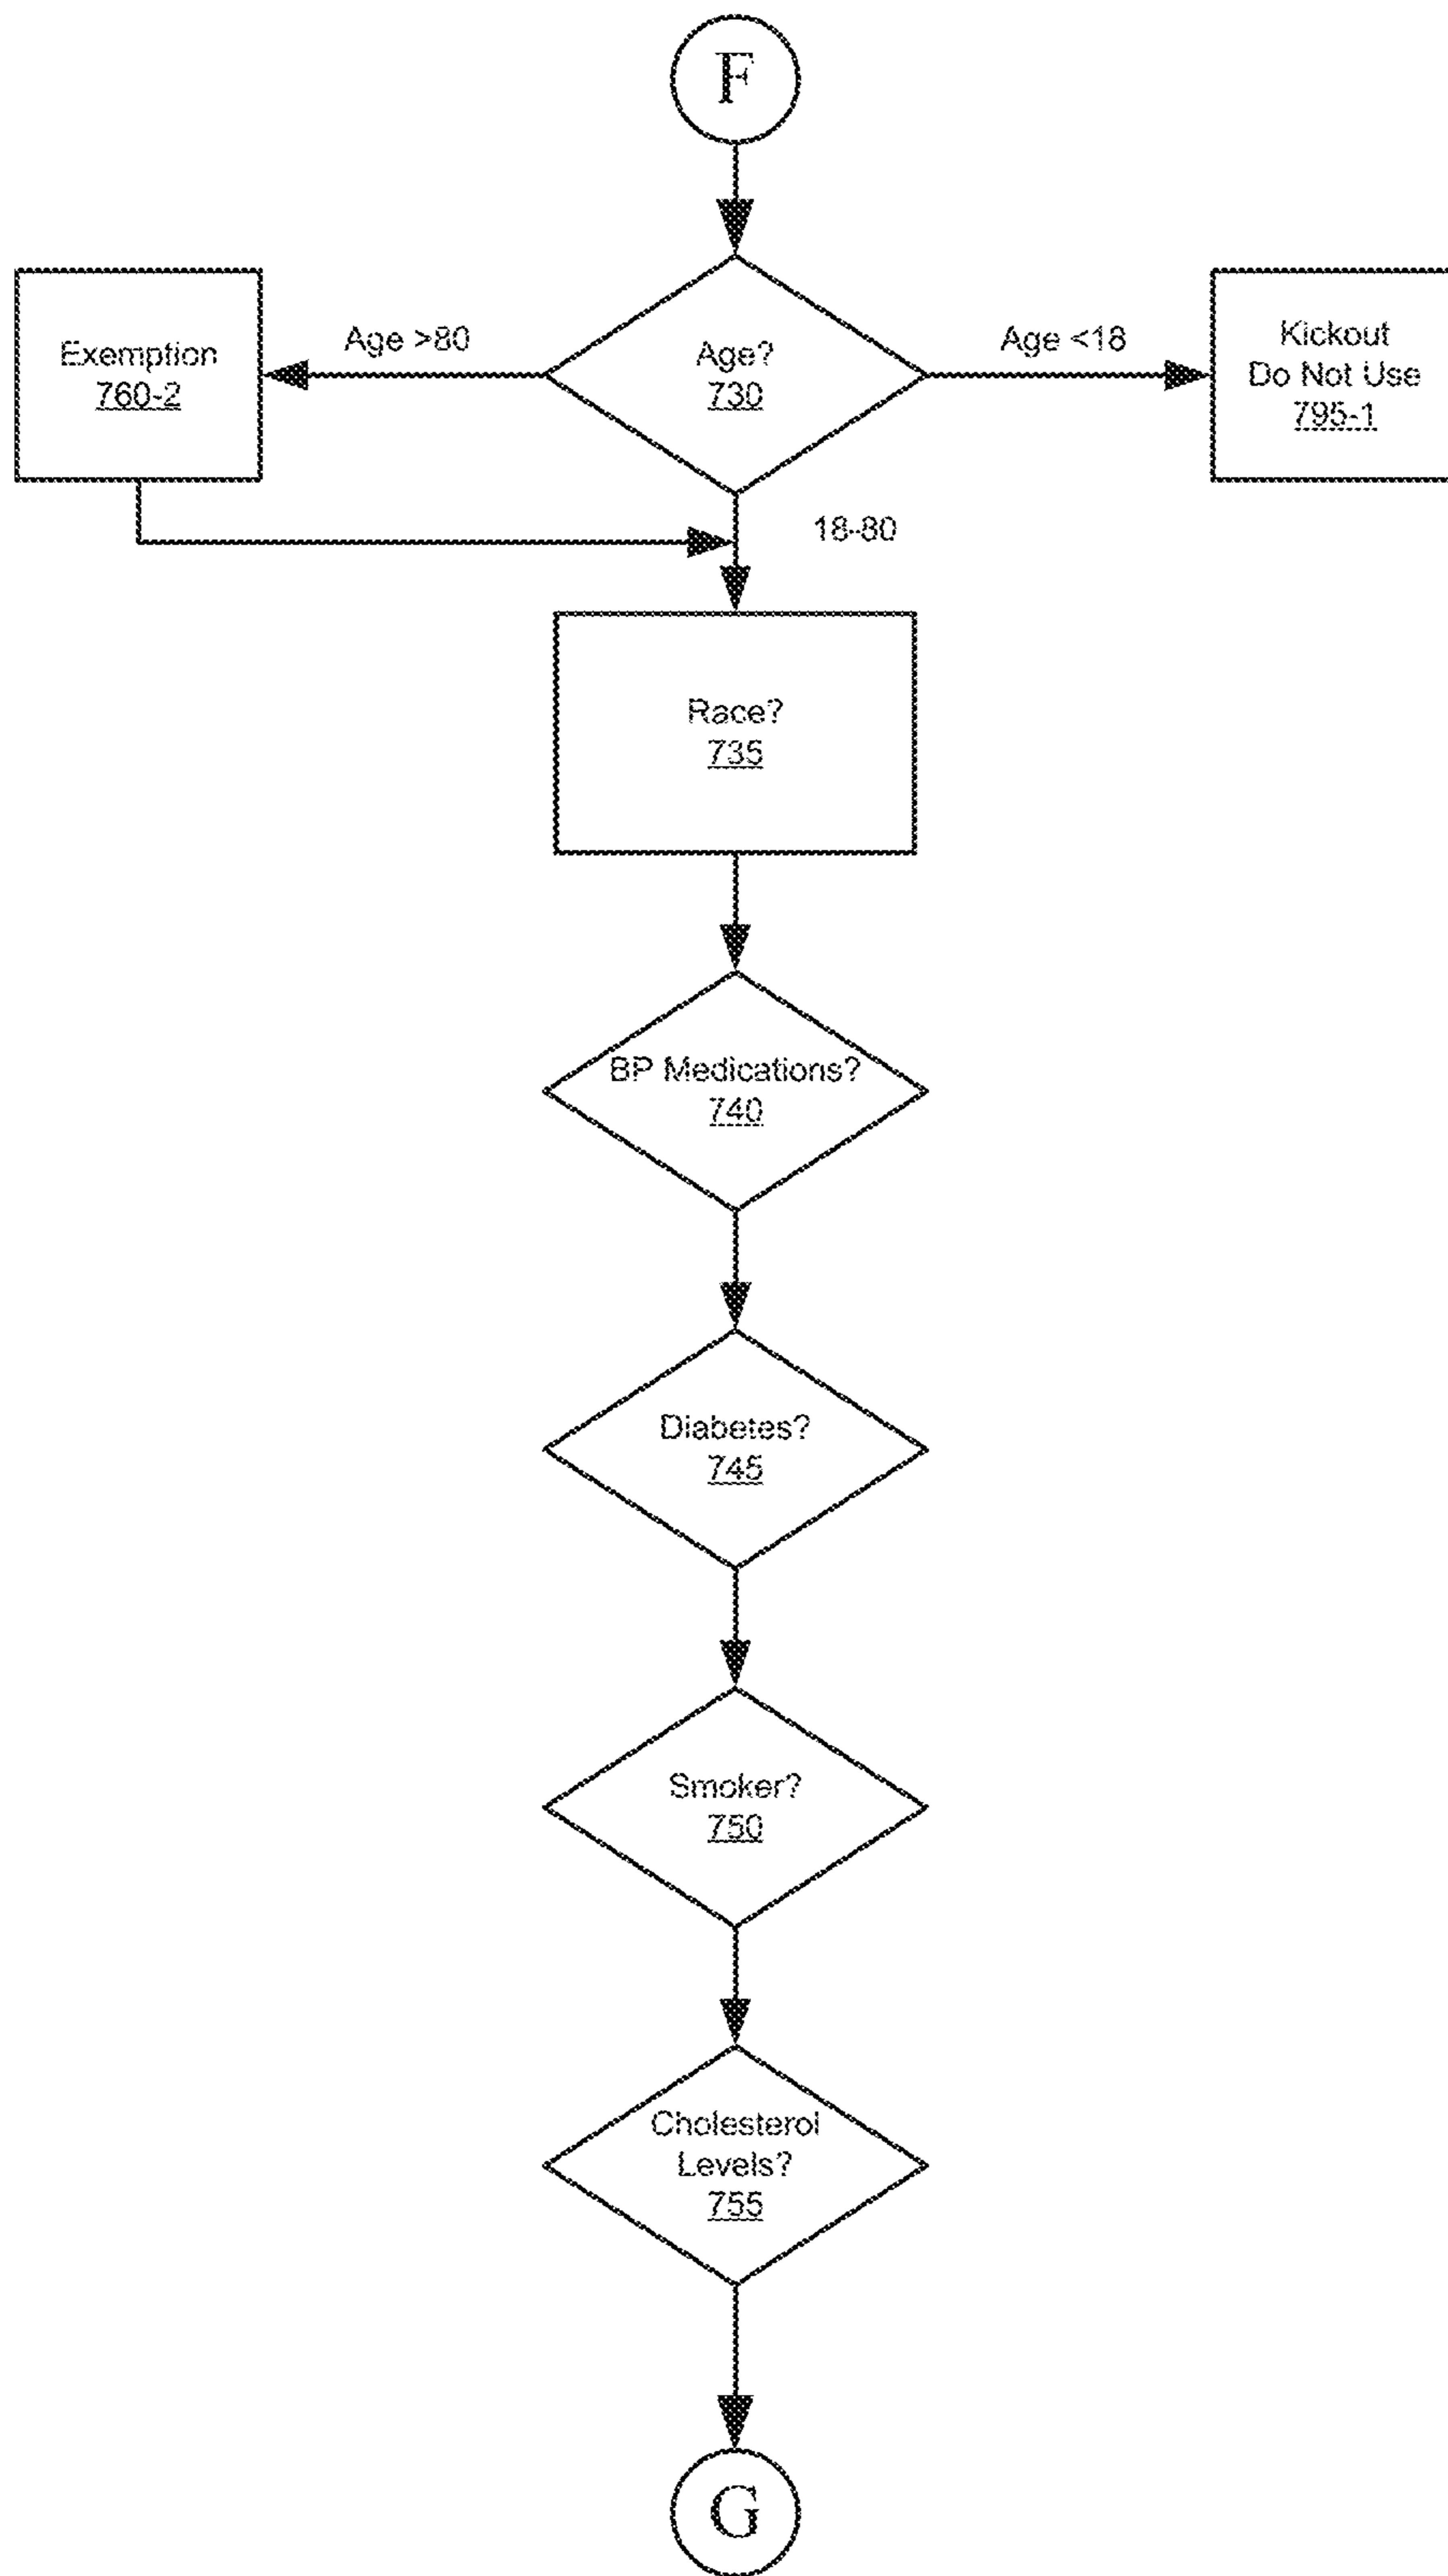 F
Age >80
Age?
730
Age <18
Exemption
760-2
Kickout
Do Not Use
795-1
18-80
Race?
735
BP Medications?
740
Diabetes?
745
Smoker?
750
Cholesterol
Levels?
755
G